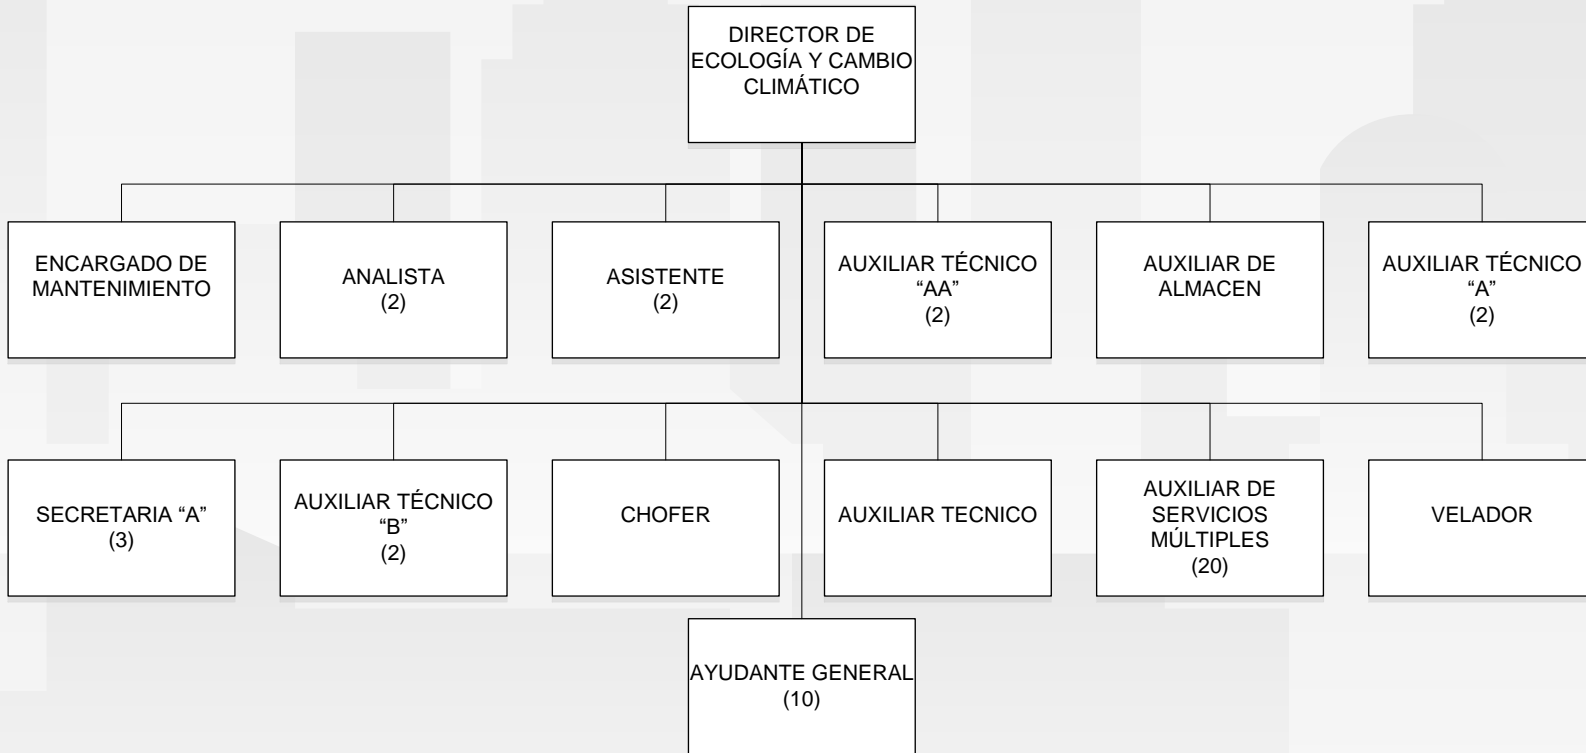 DIRECTOR DE
ECOLOGÍA Y CAMBIO
CLIMÁTICO
ENCARGADO DE
MANTENIMIENTO
ANALISTA
(2)
ASISTENTE
(2)
AUXILIAR TÉCNICO
“AA”
(2)
AUXILIAR DE
ALMACEN
AUXILIAR TÉCNICO
“A”
(2)
SECRETARIA “A”
(3)
AUXILIAR TÉCNICO
“B”
(2)
CHOFER
AUXILIAR TECNICO
AUXILIAR DE
SERVICIOS
MÚLTIPLES
(20)
VELADOR
AYUDANTE GENERAL
(10)